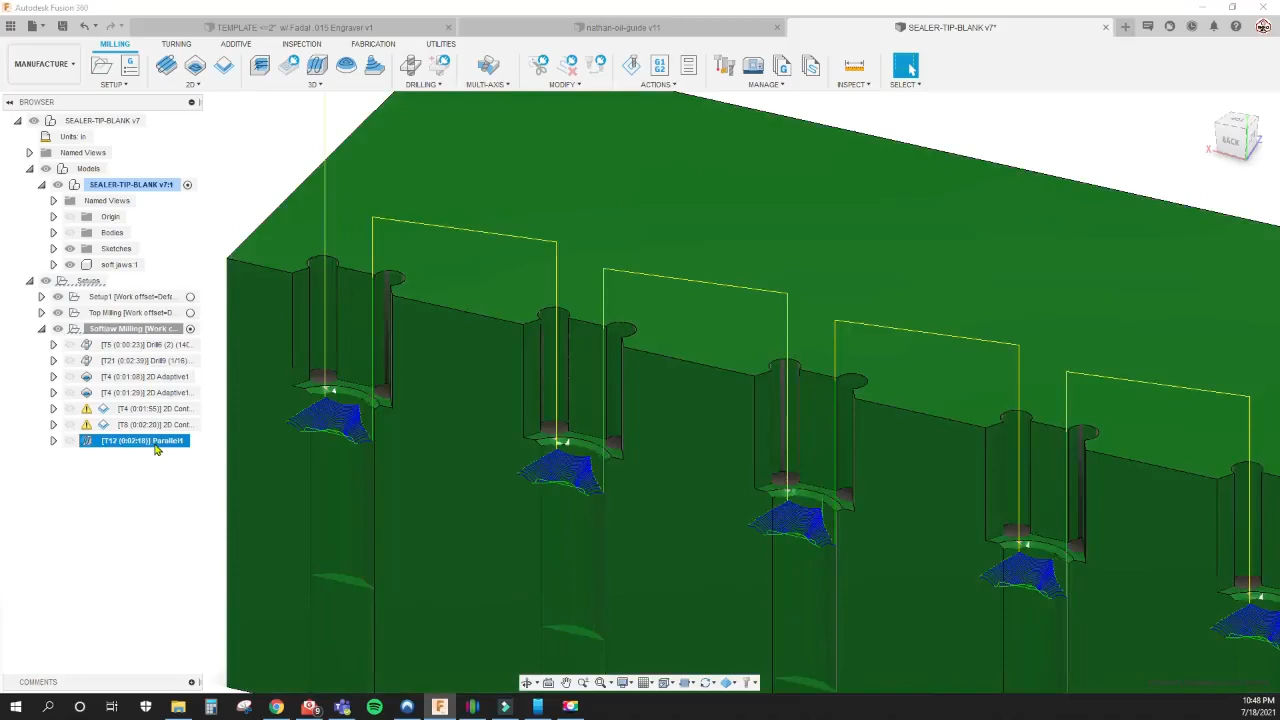 Autodesk Fusion 360
TEMPLATE <=2" w/ Fadal .015 Engraver v1
nathan-oil-guide v11
SEALER-TIP-BLANK v7*
MILLING
TURNING
ADDITIVE
INSPECTION
FABRICATION
UTILITIES
MANUFACTURE
SETUP
2D
3D
DRILLING
MULTI-AXIS
MODIFY
ACTIONS
MANAGE
INSPECT
SELECT
G1
G2
BROWSER
SEALER-TIP-BLANK v7
Units: in
Named Views
Models
SEALER-TIP-BLANK v7:1
Named Views
Origin
Bodies
Sketches
soft jaws:1
Setups
Setup1 [Work offset=Defa...
Top Milling [Work offset=D...
Softjaw Milling [Work c...
[T5 (0:00:23)] Drill6 (2) (140...
[T21 (0:02:39)] Drill9 (1/16)...
[T4 (0:01:08)] 2D Adaptive1...
[T4 (0:01:29)] 2D Adaptive1...
[T4 (0:01:55)] 2D Cont...
[T8 (0:02:20)] 2D Cont...
[T12 (0:02:18)] Parallel1
BACK
X
Z
COMMENTS
10:48 PM
7/18/2021